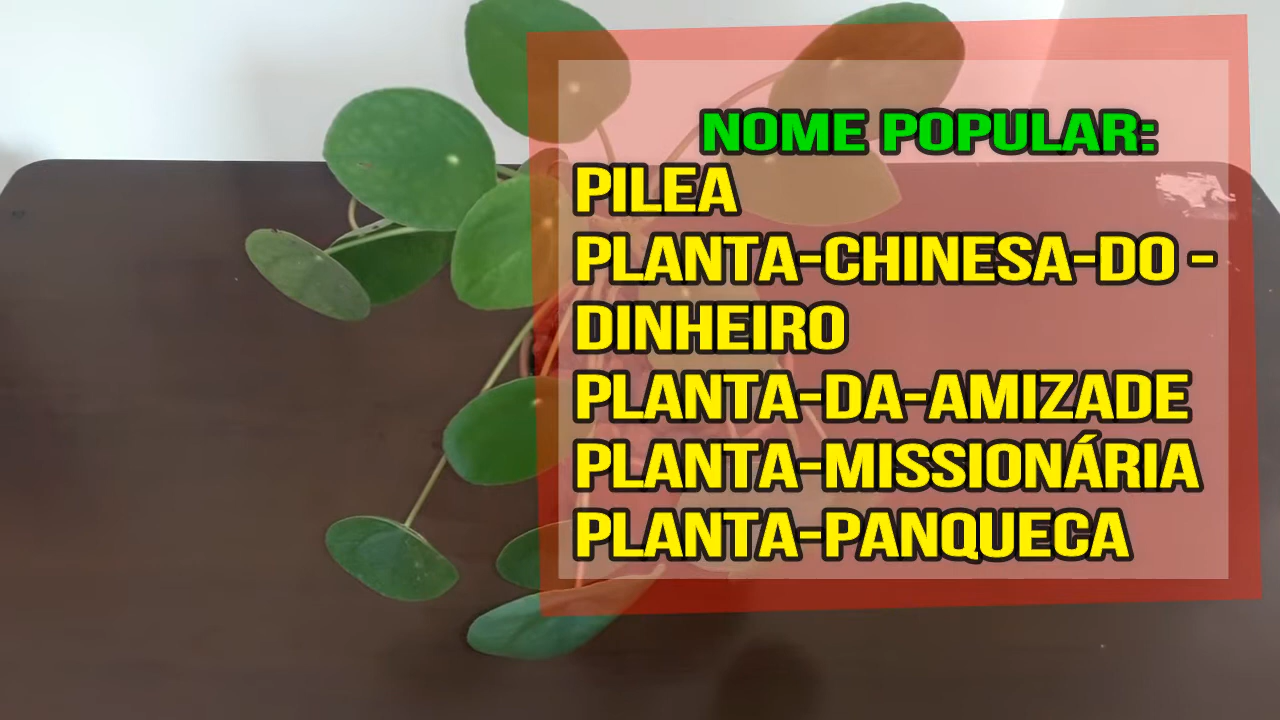 NOME POPULAR:
PILEA
PLANTA-CHINESA-DO -
DINHEIRO
PLANTA-DA-AMIZADE
PLANTA-MISSIONÁRIA
PLANTA-PANQUECA